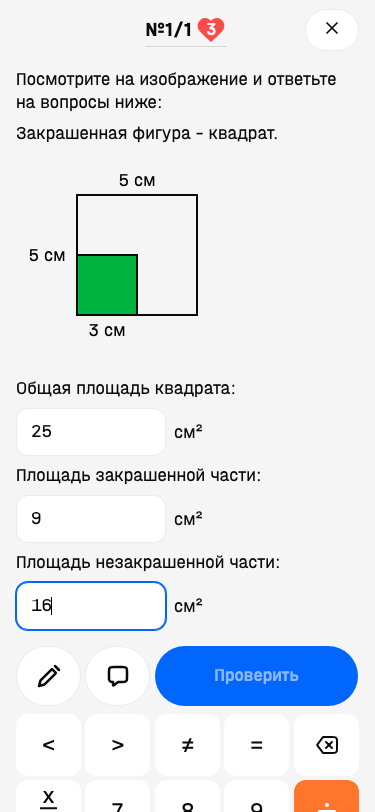 №1/1 3
Посмотрите на изображение и ответьте
на вопросы ниже:
Закрашенная фигура - квадрат.
5 см
5 см
3 см
Общая площадь квадрата:
25 см²
Площадь закрашенной части:
9 см²
Площадь незакрашенной части:
16 см²
Проверить
< > ≠ =
X 7 8 9 ÷